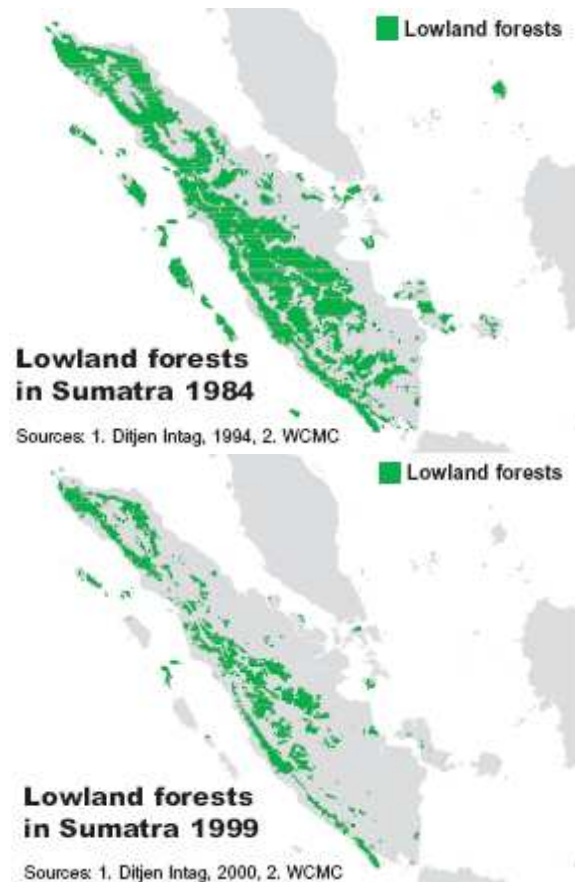 Lowland forests
Lowland forests
in Sumatra 1984
Sources: 1. Ditjen Intag, 1994, 2. WCMC
Lowland forests
Lowland forests
in Sumatra 1999
Sources: 1. Ditjen Intag, 2000, 2. WCMC